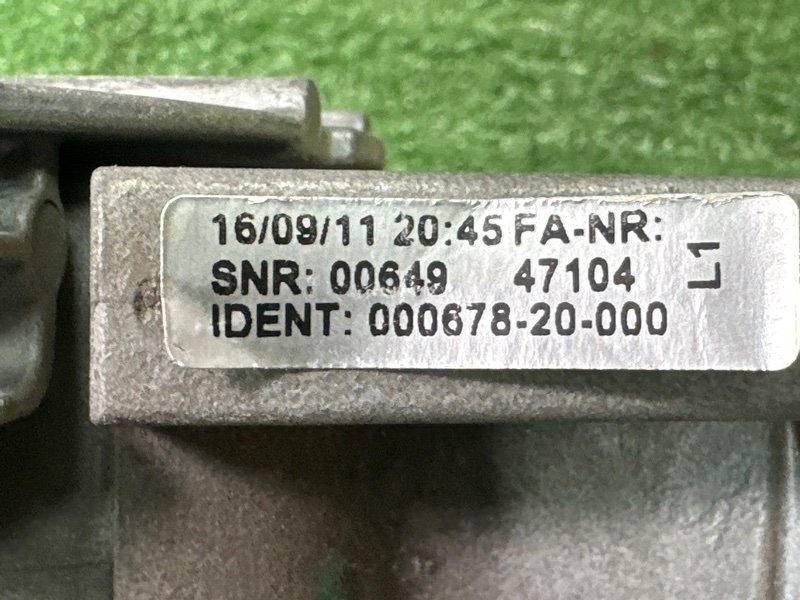 16/09/11 20:45 FA-NR:
SNR: 00649 47104
IDENT: 000678-20-000
L1